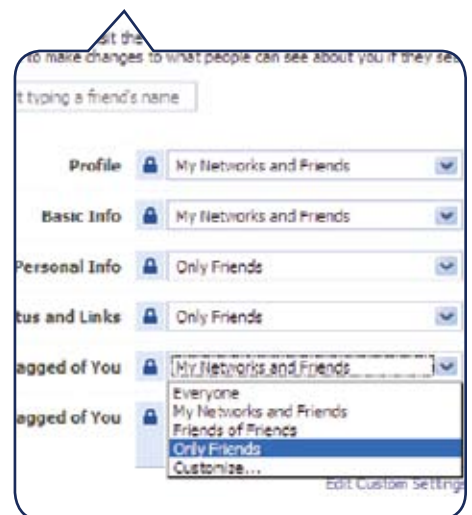 sit the
to make changes to what people can see about you if they sea
t typing a friend's name
Profile My Networks and Friends
Basic Info My Networks and Friends
Personal Info Only Friends
tus and Links Only Friends
agged of You My Networks and Friends
Everyone
My Networks and Friends
agged of You
Friends of Friends
Only Friends
Customize...
Edit Custom Setting